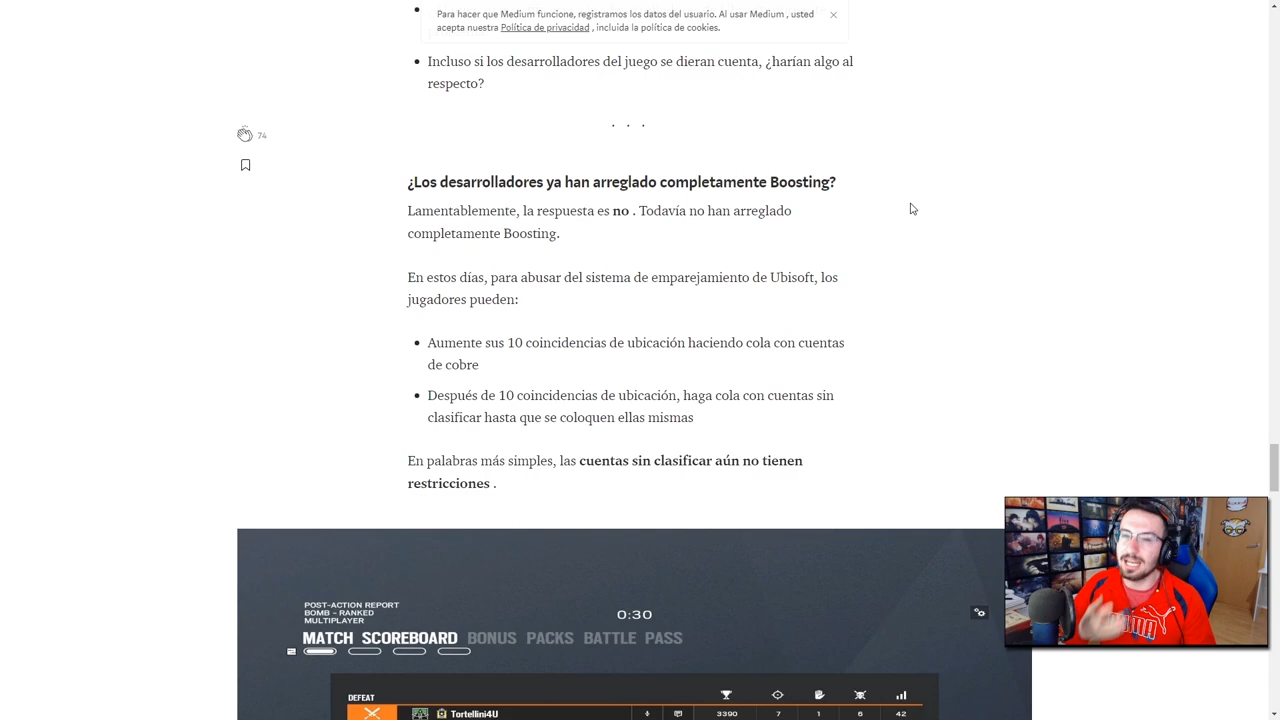 Para hacer que Medium funcione, registramos los datos del usuario. Al usar Medium , usted
acepta nuestra Política de privacidad , incluida la política de cookies.
Incluso si los desarrolladores del juego se dieran cuenta, ¿harían algo al
respecto?
74
. . .
¿Los desarrolladores ya han arreglado completamente Boosting?
Lamentablemente, la respuesta es no . Todavía no han arreglado
completamente Boosting.
En estos días, para abusar del sistema de emparejamiento de Ubisoft, los
jugadores pueden:
Aumente sus 10 coincidencias de ubicación haciendo cola con cuentas
de cobre
Después de 10 coincidencias de ubicación, haga cola con cuentas sin
clasificar hasta que se coloquen ellas mismas
En palabras más simples, las cuentas sin clasificar aún no tienen
restricciones .
POST-ACTION REPORT
BOMB - RANKED
MULTIPLAYER
0:30
MATCH SCOREBOARD BONUS PACKS BATTLE PASS
DEFEAT
Tortellini4U 3390 7 1 6 42
PUMA